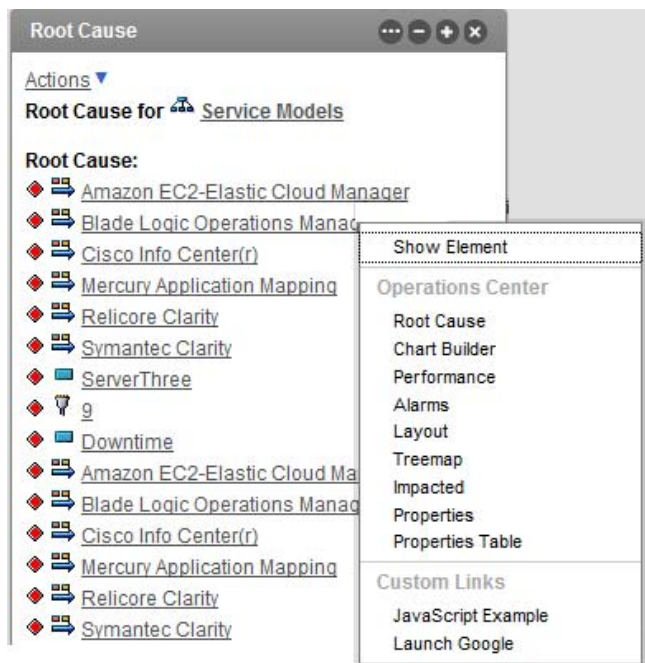 Root Cause
Actions
Root Cause for Service Models
Root Cause:
Amazon EC2-Elastic Cloud Manager
Blade Logic Operations Manag
Cisco Info Center(r)
Mercury Application Mapping
Relicore Clarity
Symantec Clarity
ServerThree
9
Downtime
Amazon EC2-Elastic Cloud Ma
Blade Logic Operations Manag
Cisco Info Center(r)
Mercury Application Mapping
Relicore Clarity
Symantec Clarity
Show Element
Operations Center
Root Cause
Chart Builder
Performance
Alarms
Layout
Treemap
Impacted
Properties
Properties Table
Custom Links
JavaScript Example
Launch Google